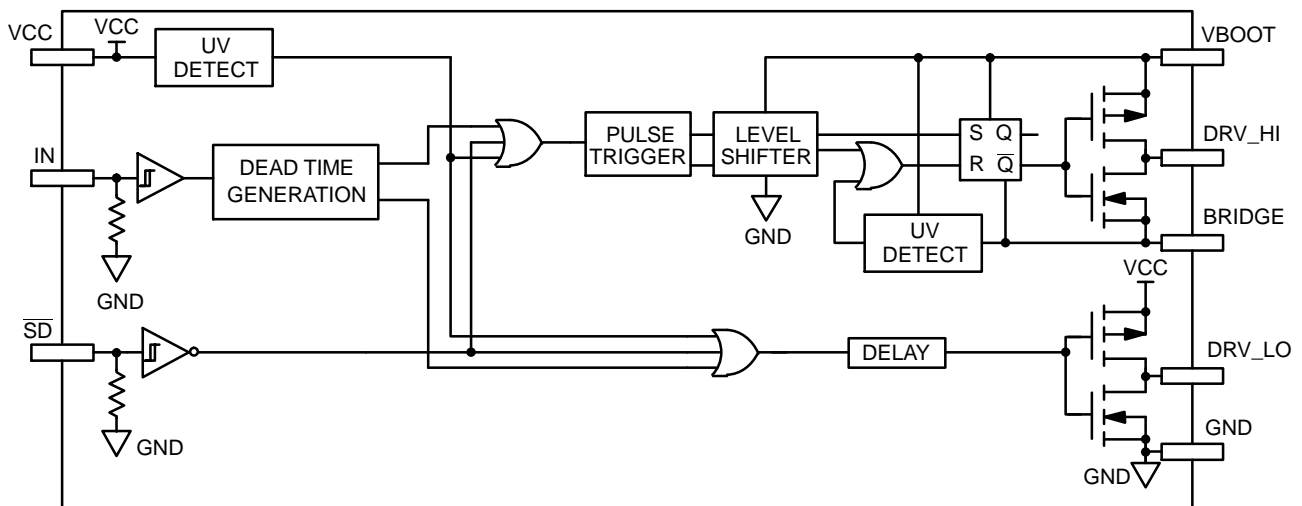 VCC
VCC
UV
DETECT
VBOOT
IN
DEAD TIME
GENERATION
PULSE
TRIGGER
LEVEL
SHIFTER
S Q
R Q̅
DRV_HI
GND
GND
UV
DETECT
BRIDGE
VCC
S̅D̅
DELAY
DRV_LO
GND
GND
GND